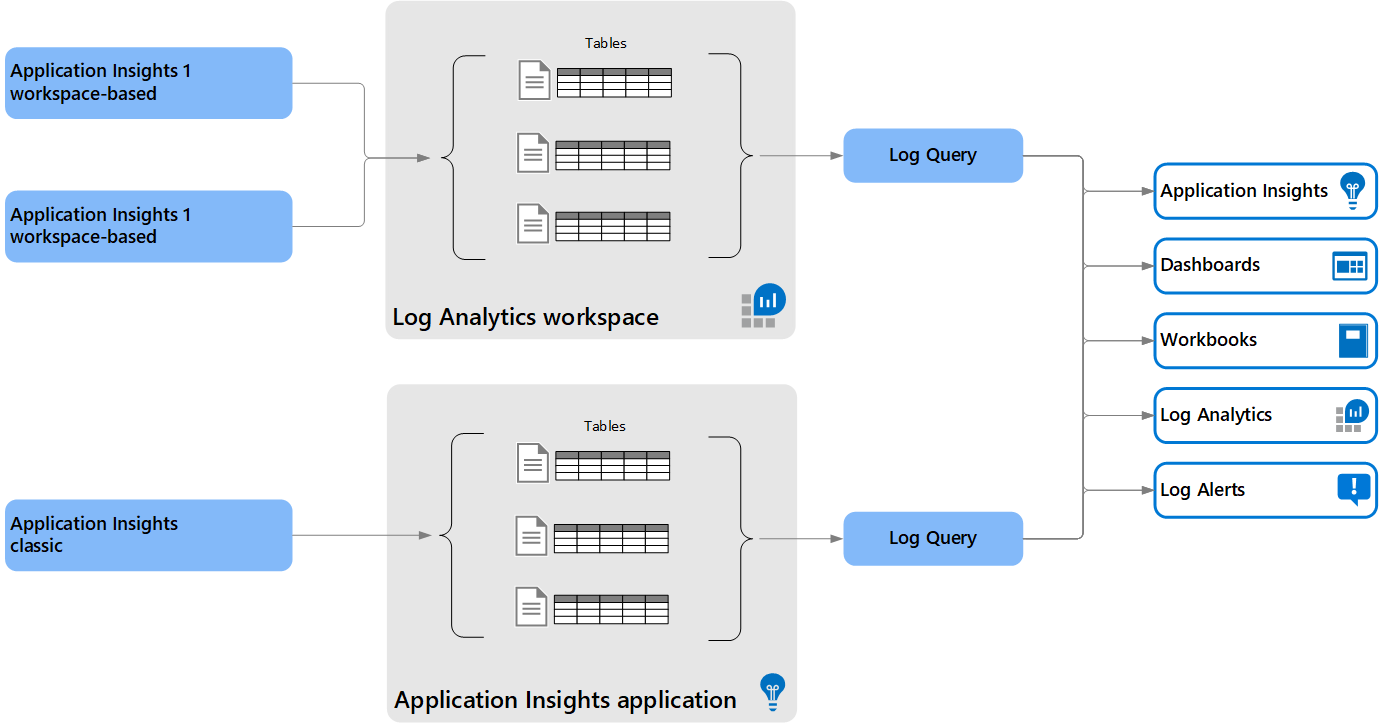 Tables
Application Insights 1
workspace-based
Application Insights 1
workspace-based
Log Analytics workspace
Log Query
Application Insights
Dashboards
Workbooks
Log Analytics
Log Alerts
Tables
Application Insights
classic
Application Insights application
Log Query